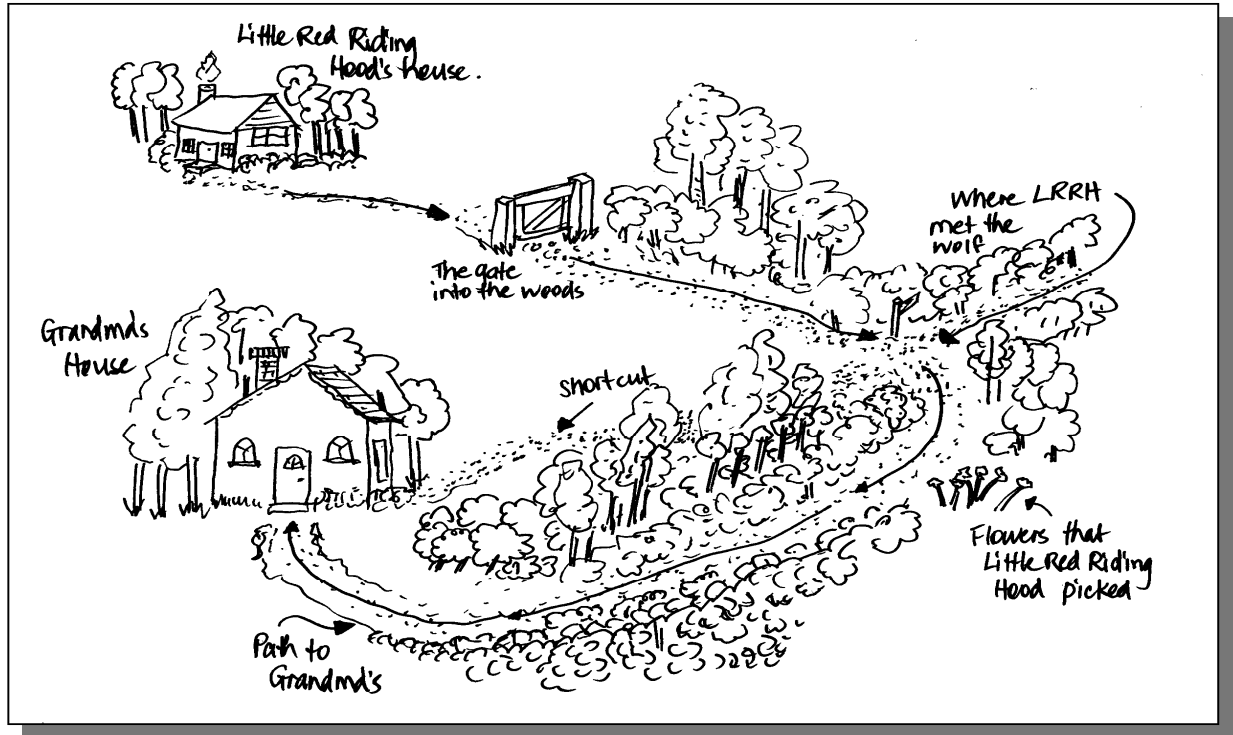 Little Red Riding
Hood's house.
Where LRRH
met the
wolf
The gate
into the woods
Grandma's
House
shortcut
Flowers that
Little Red Riding
Hood picked
Path to
Grandma's